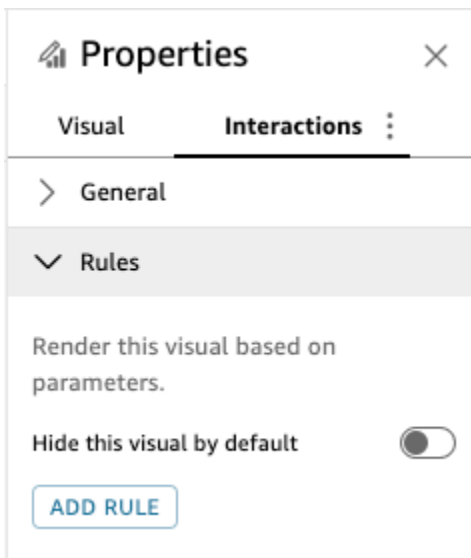 Properties
Visual Interactions
General
Rules
Render this visual based on
parameters.
Hide this visual by default
ADD RULE